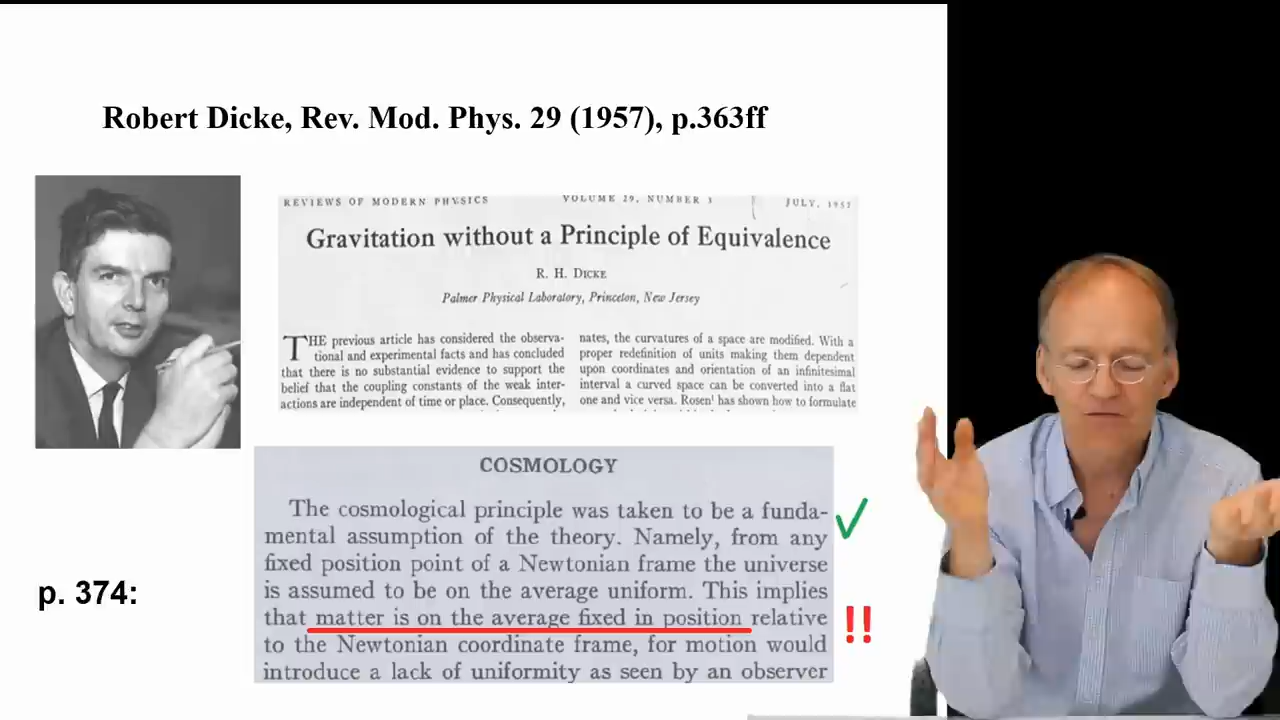 Robert Dicke, Rev. Mod. Phys. 29 (1957), p.363ff
REVIEWS OF MODERN PHYSICS VOLUME 29, NUMBER 3 JULY, 1957
Gravitation without a Principle of Equivalence
R. H. DICKE
Palmer Physical Laboratory, Princeton, New Jersey
THE previous article has considered the observa-
tional and experimental facts and has concluded
that there is no substantial evidence to support the
belief that the coupling constants of the weak inter-
actions are independent of time or place. Consequently,
nates, the curvatures of a space are modified. With a
proper redefinition of units making them dependent
upon coordinates and orientation of an infinitesimal
interval a curved space can be converted into a flat
one and vice versa. Rosen¹ has shown how to formulate
COSMOLOGY
The cosmological principle was taken to be a funda-
mental assumption of the theory. Namely, from any
fixed position point of a Newtonian frame the universe
is assumed to be on the average uniform. This implies
that matter is on the average fixed in position relative
to the Newtonian coordinate frame, for motion would
introduce a lack of uniformity as seen by an observer
!!
p. 374: